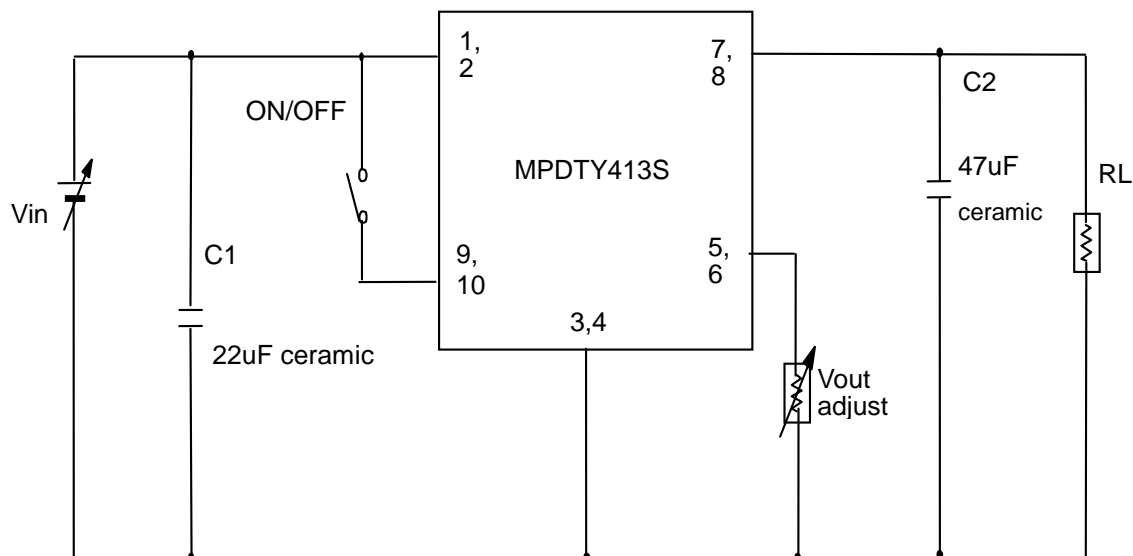 1,
2
7,
8
C2
ON/OFF
MPDTY413S
47uF
ceramic
RL
Vin
C1
9,
10
5,
6
3,4
22uF ceramic
Vout
adjust